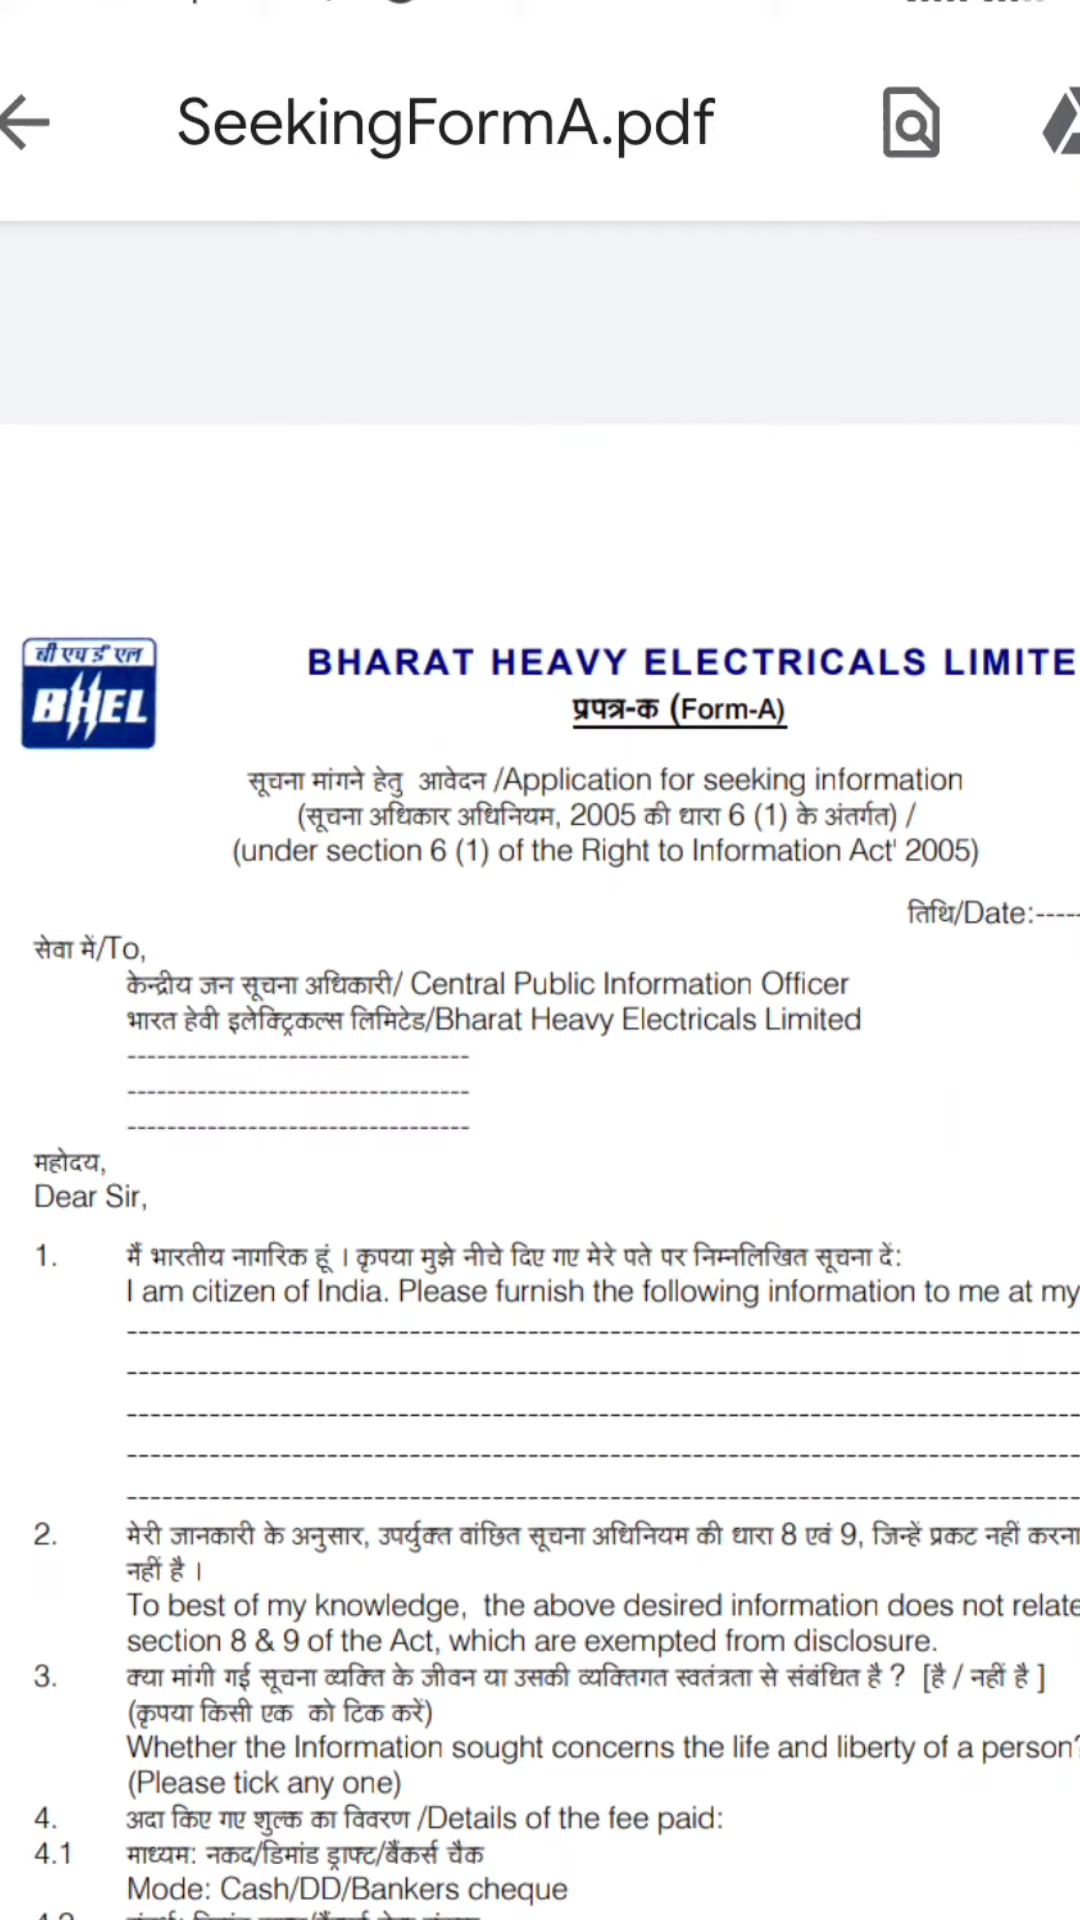 SeekingFormA.pdf
बी एच ई एल
BHEL
BHARAT HEAVY ELECTRICALS LIMITE
प्रपत्र-क (Form-A)
सूचना मांगने हेतु आवेदन /Application for seeking information
(सूचना अधिकार अधिनियम, 2005 की धारा 6 (1) के अंतर्गत) /
(under section 6 (1) of the Right to Information Act' 2005)
तिथि/Date:-----
सेवा में/To,
केन्द्रीय जन सूचना अधिकारी/ Central Public Information Officer
भारत हेवी इलेक्ट्रिकल्स लिमिटेड/Bharat Heavy Electricals Limited
----------------------------------
----------------------------------
----------------------------------
महोदय,
Dear Sir,
1. मैं भारतीय नागरिक हूं । कृपया मुझे नीचे दिए गए मेरे पते पर निम्नलिखित सूचना दें:
I am citizen of India. Please furnish the following information to me at my
2. मेरी जानकारी के अनुसार, उपर्युक्त वांछित सूचना अधिनियम की धारा 8 एवं 9, जिन्हें प्रकट नहीं करना
नहीं है ।
To best of my knowledge, the above desired information does not relate
section 8 & 9 of the Act, which are exempted from disclosure.
3. क्या मांगी गई सूचना व्यक्ति के जीवन या उसकी व्यक्तिगत स्वतंत्रता से संबंधित है ? [है / नहीं है ]
(कृपया किसी एक को टिक करें)
Whether the Information sought concerns the life and liberty of a person?
(Please tick any one)
4. अदा किए गए शुल्क का विवरण /Details of the fee paid:
4.1 माध्यम: नकद/डिमांड ड्राफ्ट/बैंकर्स चैक
Mode: Cash/DD/Bankers cheque